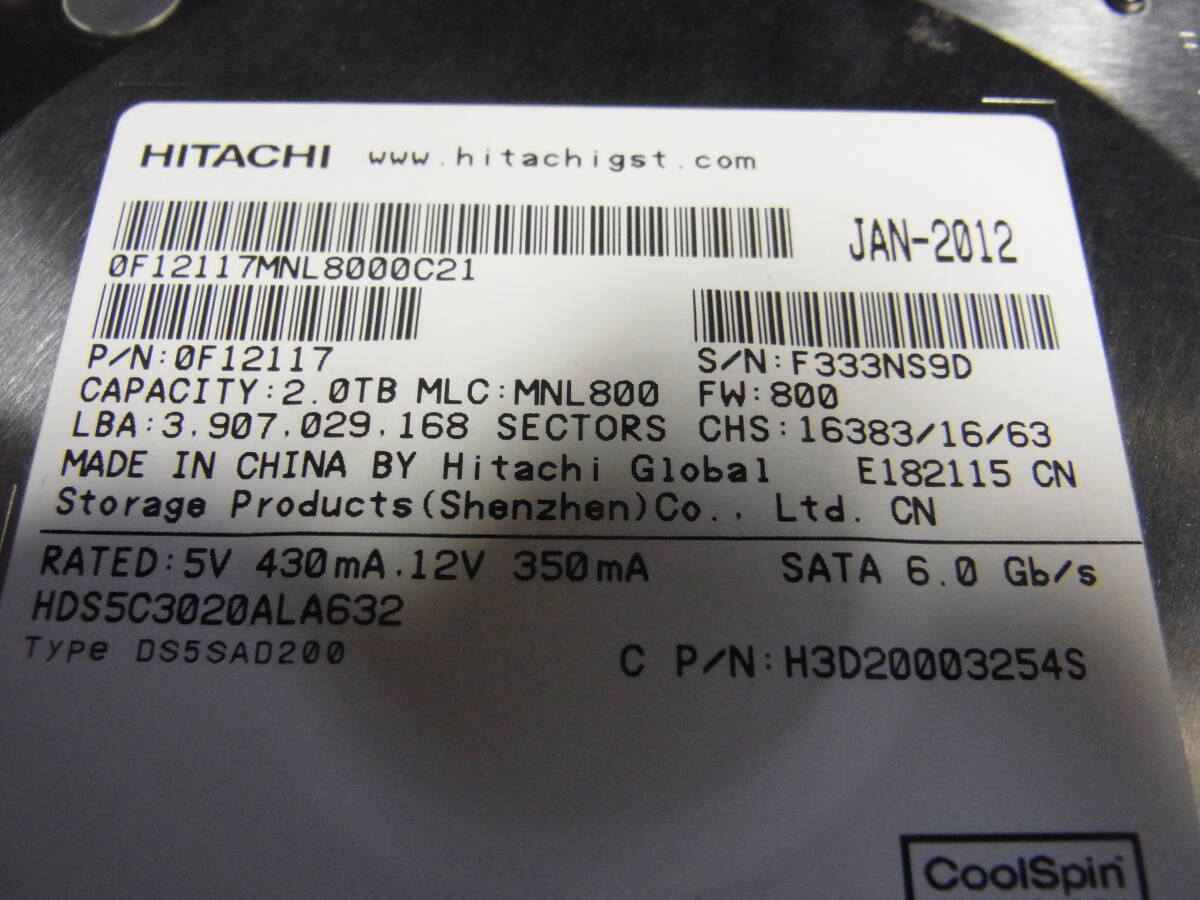 HITACHI www.hitachigst.com
0F12117MNL8000C21
JAN-2012
P/N:0F12117
S/N:F333NS9D
CAPACITY:2.0TB MLC:MNL800 FW:800
LBA:3,907,029,168 SECTORS CHS:16383/16/63
MADE IN CHINA BY Hitachi Global E182115 CN
Storage Products(Shenzhen)Co., Ltd. CN
RATED:5V 430mA,12V 350mA SATA 6.0 Gb/s
HDS5C3020ALA632
Type DS5SAD200
C P/N:H3D20003254S
CoolSpin™